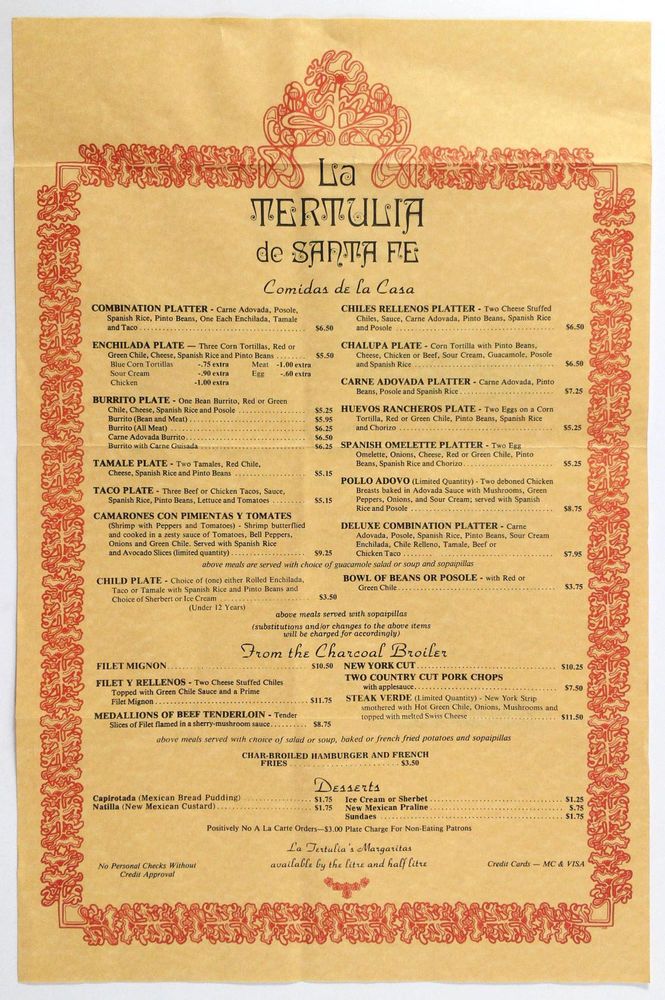 La
TERTULIA
de SANTA FE
Comidas de la Casa
COMBINATION PLATTER - Carne Adovada, Posole,
Spanish Rice, Pinto Beans, One Each Enchilada, Tamale
and Taco ........ $6.50
ENCHILADA PLATE — Three Corn Tortillas, Red or
Green Chile, Cheese, Spanish Rice and Pinto Beans ........ $5.50
Blue Corn Tortillas -.75 extra Meat -1.00 extra
Sour Cream -.90 extra Egg -.60 extra
Chicken -1.00 extra
BURRITO PLATE - One Bean Burrito, Red or Green
Chile, Cheese, Spanish Rice and Posole ........ $5.25
Burrito (Bean and Meat) ........ $5.95
Burrito (All Meat) ........ $6.25
Carne Adovada Burrito ........ $6.50
Burrito with Carne Guisada ........ $6.25
TAMALE PLATE - Two Tamales, Red Chile,
Cheese, Spanish Rice and Pinto Beans ........ $5.15
TACO PLATE - Three Beef or Chicken Tacos, Sauce,
Spanish Rice, Pinto Beans, Lettuce and Tomatoes ........ $5.15
CAMARONES CON PIMIENTAS Y TOMATES
(Shrimp with Peppers and Tomatoes) - Shrimp butterflied
and cooked in a zesty sauce of Tomatoes, Bell Peppers,
Onions and Green Chile. Served with Spanish Rice
and Avocado Slices (limited quantity) ........ $9.25
CHILES RELLENOS PLATTER - Two Cheese Stuffed
Chiles, Sauce, Carne Adovada, Pinto Beans, Spanish Rice
and Posole ........ $6.50
CHALUPA PLATE - Corn Tortilla with Pinto Beans,
Cheese, Chicken or Beef, Sour Cream, Guacamole, Posole
and Spanish Rice ........ $6.50
CARNE ADOVADA PLATTER - Carne Adovada, Pinto
Beans, Posole and Spanish Rice ........ $7.25
HUEVOS RANCHEROS PLATE - Two Eggs on a Corn
Tortilla, Red or Green Chile, Pinto Beans, Spanish Rice
and Chorizo ........ $5.25
SPANISH OMELETTE PLATTER - Two Egg
Omelette, Onions, Cheese, Red or Green Chile, Pinto
Beans, Spanish Rice and Chorizo ........ $5.25
POLLO ADOVO (Limited Quantity) - Two deboned Chicken
Breasts baked in Adovada Sauce with Mushrooms, Green
Peppers, Onions, and Sour Cream; served with Spanish
Rice and Posole ........ $8.75
DELUXE COMBINATION PLATTER - Carne
Adovada, Posole, Spanish Rice, Pinto Beans, Sour Cream
Enchilada, Chile Relleno, Tamale, Beef or
Chicken Taco ........ $7.95
above meals are served with choice of guacamole salad or soup and sopaipillas
CHILD PLATE - Choice of (one) either Rolled Enchilada,
Taco or Tamale with Spanish Rice and Pinto Beans and
Choice of Sherbert or Ice Cream ........ $3.50
(Under 12 Years)
BOWL OF BEANS OR POSOLE - with Red or
Green Chile ........ $3.75
above meals served with sopaipillas
(substitutions and/or changes to the above items
will be charged for accordingly)
From the Charcoal Broiler
FILET MIGNON ........ $10.50
FILET Y RELLENOS - Two Cheese Stuffed Chiles
Topped with Green Chile Sauce and a Prime
Filet Mignon ........ $11.75
MEDALLIONS OF BEEF TENDERLOIN - Tender
Slices of Filet flamed in a sherry-mushroom sauce ........ $8.75
NEW YORK CUT ........ $10.25
TWO COUNTRY CUT PORK CHOPS
with applesauce ........ $7.50
STEAK VERDE (Limited Quantity) - New York Strip
smothered with Hot Green Chile, Onions, Mushrooms and
topped with melted Swiss Cheese ........ $11.50
above meals served with choice of salad or soup, baked or french fried potatoes and sopaipillas
CHAR-BROILED HAMBURGER AND FRENCH
FRIES ........ $3.50
Desserts
Capirotada (Mexican Bread Pudding) ........ $1.75
Natilla (New Mexican Custard) ........ $1.75
Ice Cream or Sherbet ........ $1.25
New Mexican Praline ........ $.75
Sundaes ........ $1.75
Positively No A La Carte Orders—$3.00 Plate Charge For Non-Eating Patrons
La Tertulia's Margaritas
available by the litre and half litre
No Personal Checks Without
Credit Approval
Credit Cards — MC & VISA